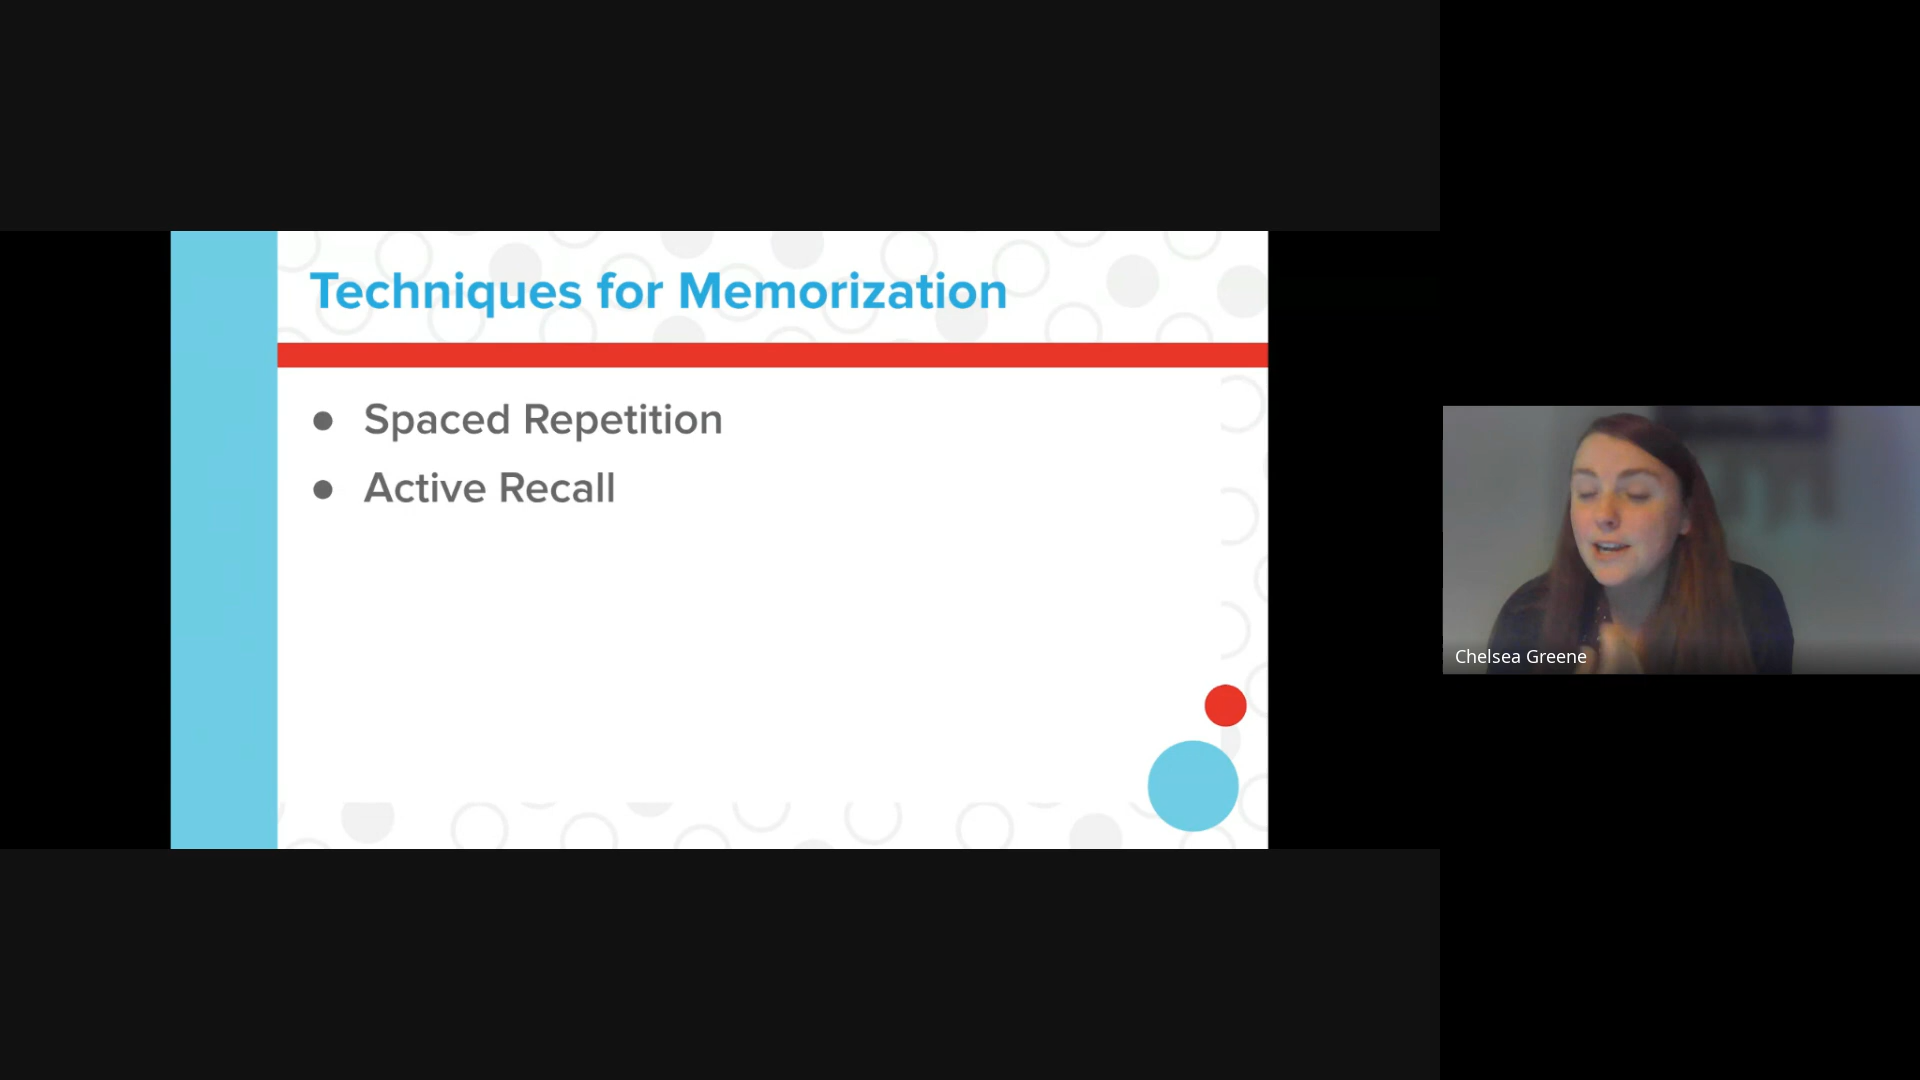 Techniques for Memorization
● Spaced Repetition
● Active Recall
Chelsea Greene